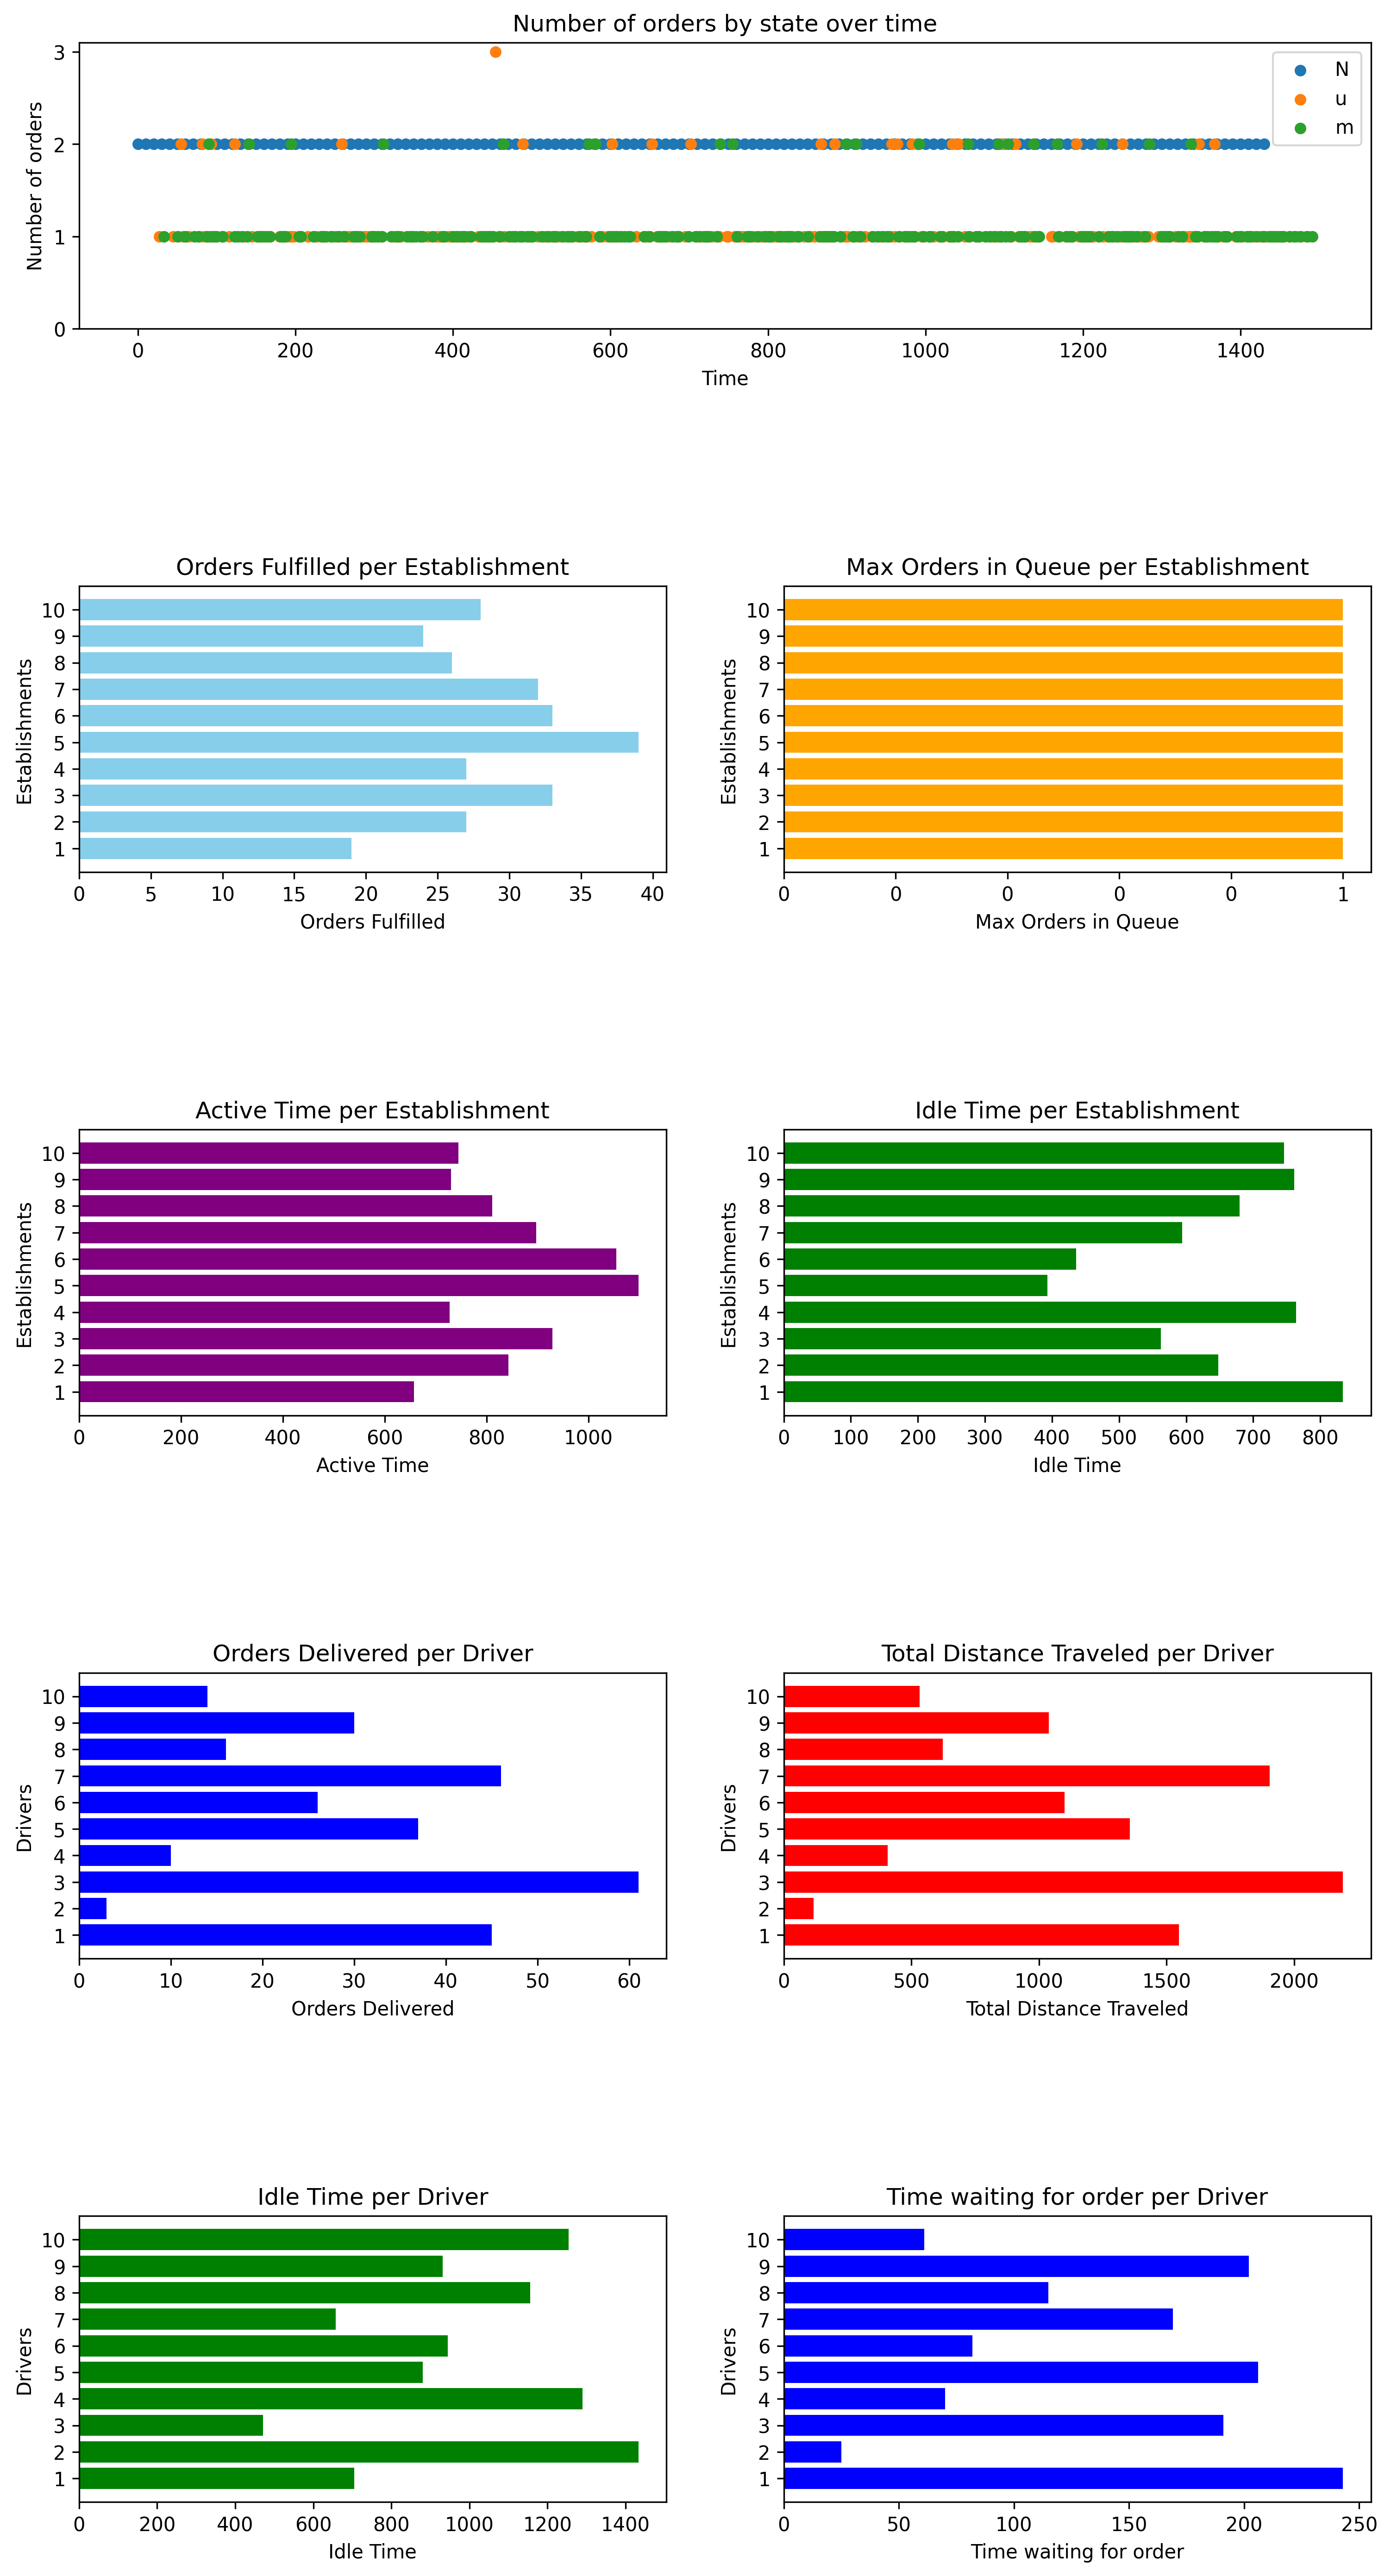 Number of orders by state over time
3
2
1
0
Number of orders
N
u
m
0 200 400 600 800 1000 1200 1400
Time
Orders Fulfilled per Establishment
10
9
8
7
6
5
4
3
2
1
Establishments
0 5 10 15 20 25 30 35 40
Orders Fulfilled
Max Orders in Queue per Establishment
10
9
8
7
6
5
4
3
2
1
Establishments
0 0 0 0 0 1
Max Orders in Queue
Active Time per Establishment
10
9
8
7
6
5
4
3
2
1
Establishments
0 200 400 600 800 1000
Active Time
Idle Time per Establishment
10
9
8
7
6
5
4
3
2
1
Establishments
0 100 200 300 400 500 600 700 800
Idle Time
Orders Delivered per Driver
10
9
8
7
6
5
4
3
2
1
Drivers
0 10 20 30 40 50 60
Orders Delivered
Total Distance Traveled per Driver
10
9
8
7
6
5
4
3
2
1
Drivers
0 500 1000 1500 2000
Total Distance Traveled
Idle Time per Driver
10
9
8
7
6
5
4
3
2
1
Drivers
0 200 400 600 800 1000 1200 1400
Idle Time
Time waiting for order per Driver
10
9
8
7
6
5
4
3
2
1
Drivers
0 50 100 150 200 250
Time waiting for order